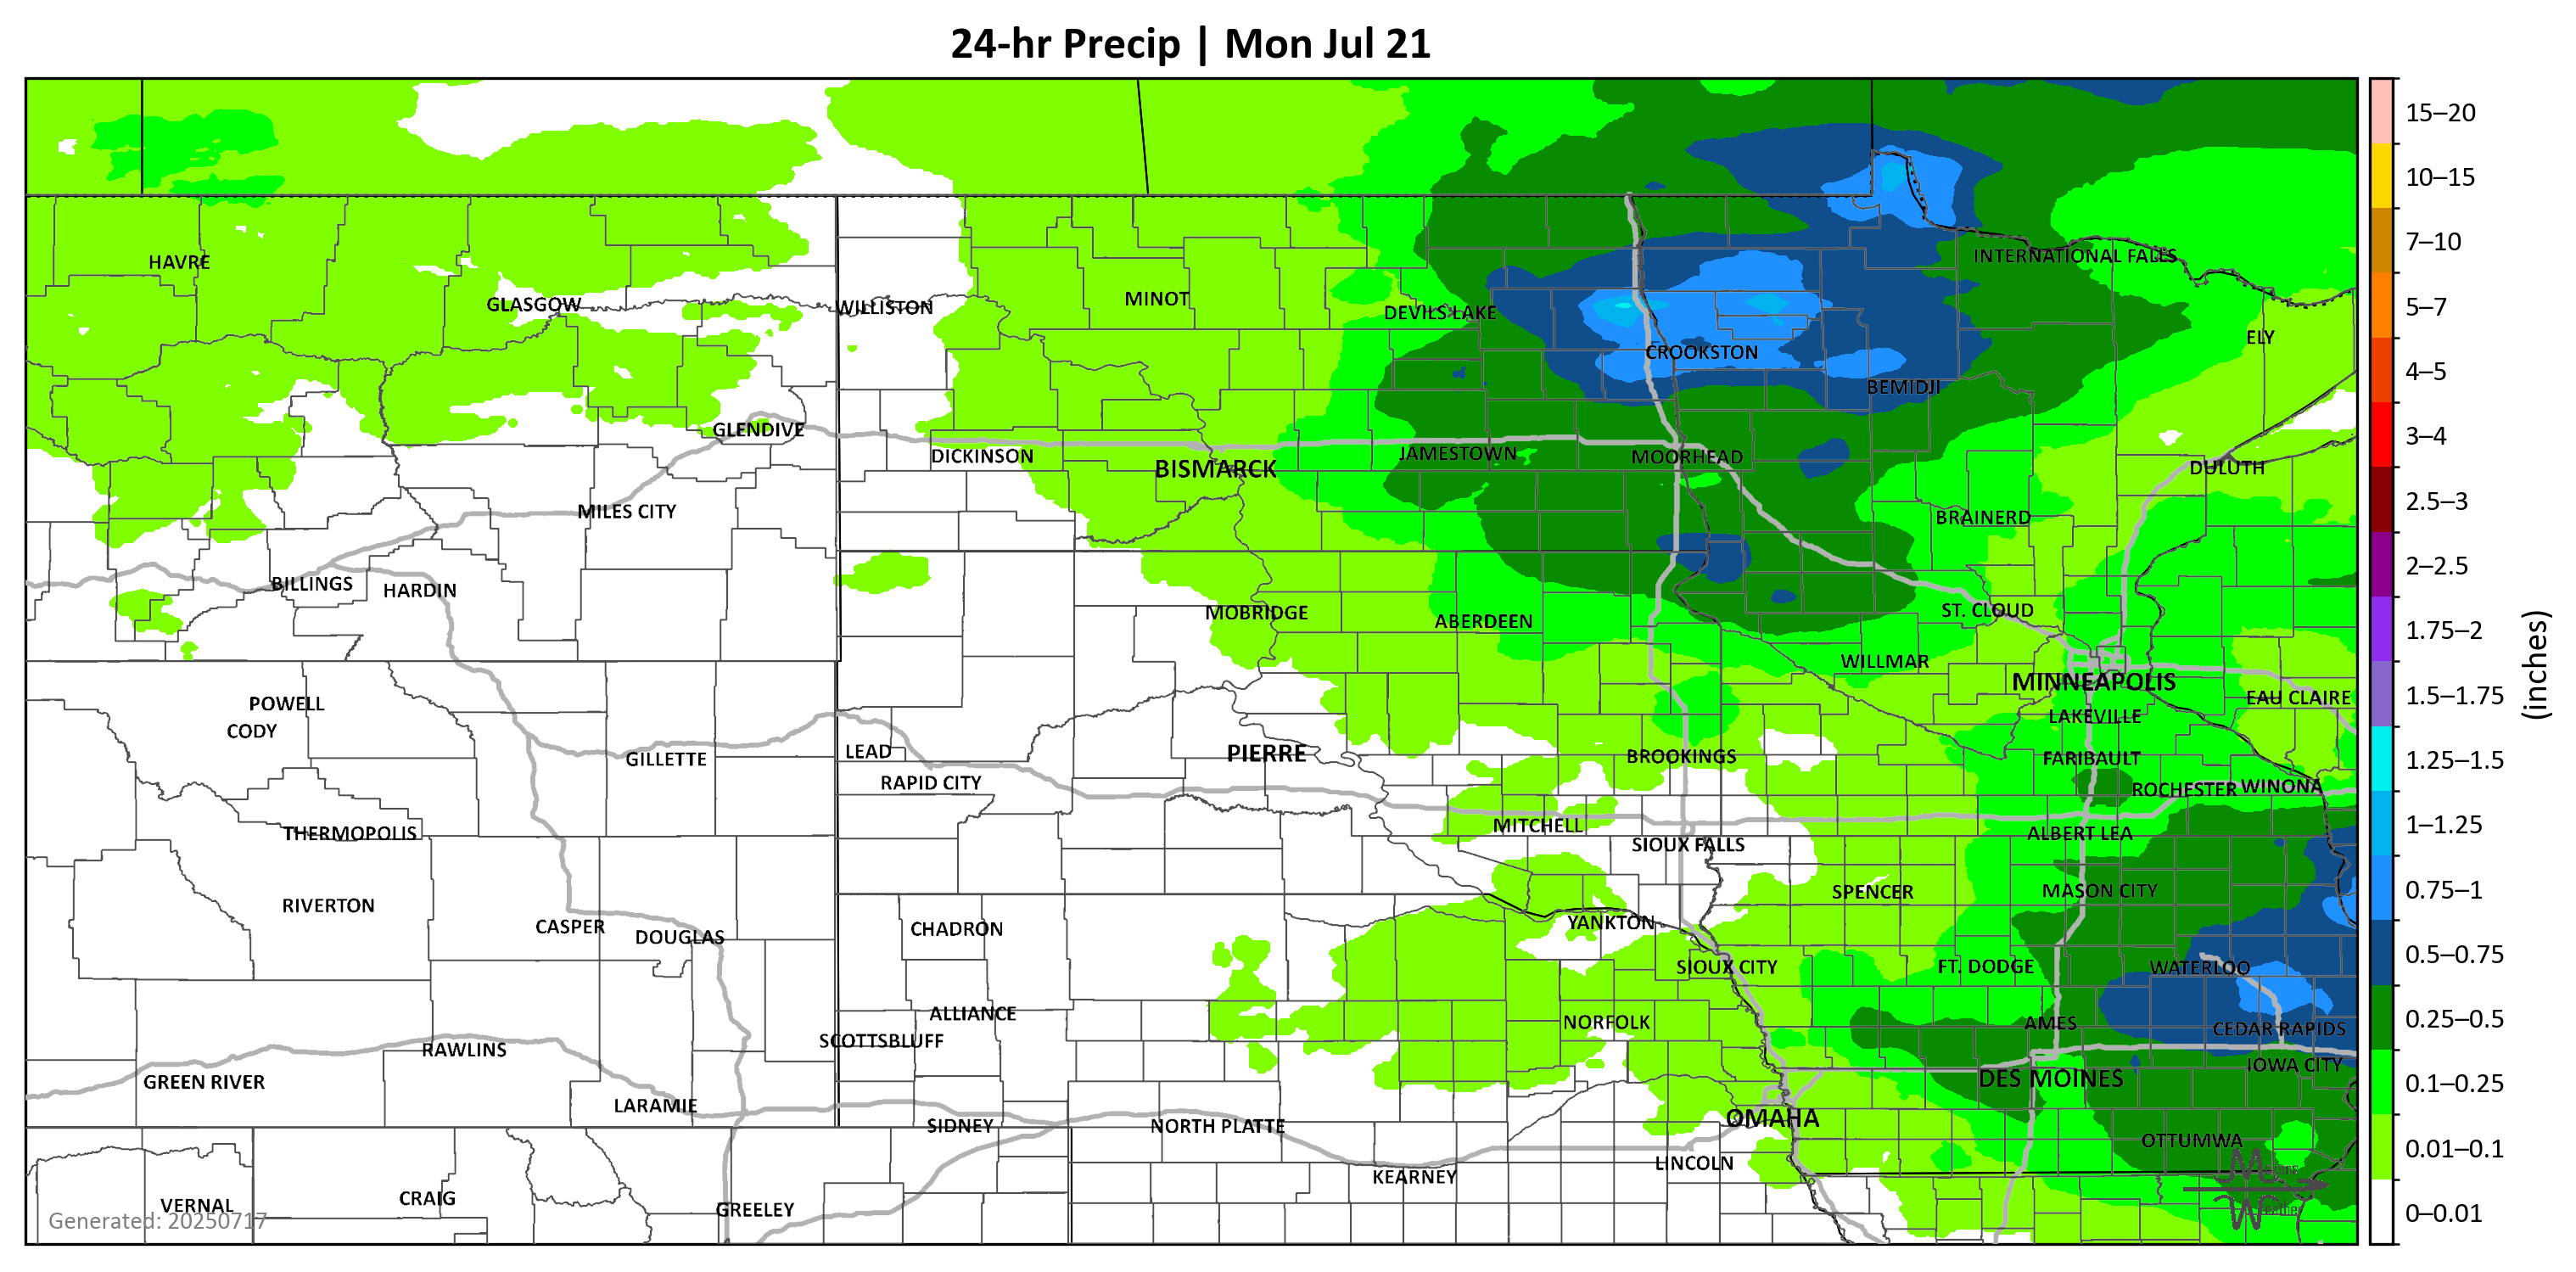 24-hr Precip | Mon Jul 21
15–20
10–15
HAVRE
INTERNATIONAL FALLS
7–10
GLASGOW
WILLISTON
MINOT
DEVILS LAKE
5–7
ELY
CROOKSTON
4–5
BEMIDJI
GLENDIVE
3–4
DICKINSON
BISMARCK
JAMESTOWN
MOORHEAD
DULUTH
2.5–3
MILES CITY
BRAINERD
2–2.5
BILLINGS
HARDIN
MOBRIDGE
ABERDEEN
ST. CLOUD
1.75–2
WILLMAR
(inches)
MINNEAPOLIS
EAU CLAIRE
1.5–1.75
POWELL
CODY
LAKEVILLE
GILLETTE
LEAD
PIERRE
BROOKINGS
FARIBAULT
1.25–1.5
RAPID CITY
ROCHESTER
WINONA
THERMOPOLIS
MITCHELL
ALBERT LEA
1–1.25
SIOUX FALLS
RIVERTON
SPENCER
MASON CITY
0.75–1
CASPER
DOUGLAS
CHADRON
YANKTON
SIOUX CITY
FT. DODGE
WATERLOO
0.5–0.75
ALLIANCE
NORFOLK
AMES
CEDAR RAPIDS
0.25–0.5
SCOTTSBLUFF
RAWLINS
GREEN RIVER
DES MOINES
IOWA CITY
0.1–0.25
LARAMIE
SIDNEY
NORTH PLATTE
OMAHA
OTTUMWA
0.01–0.1
LINCOLN
KEARNEY
VERNAL
CRAIG
GREELEY
Generated: 20250717
0–0.01